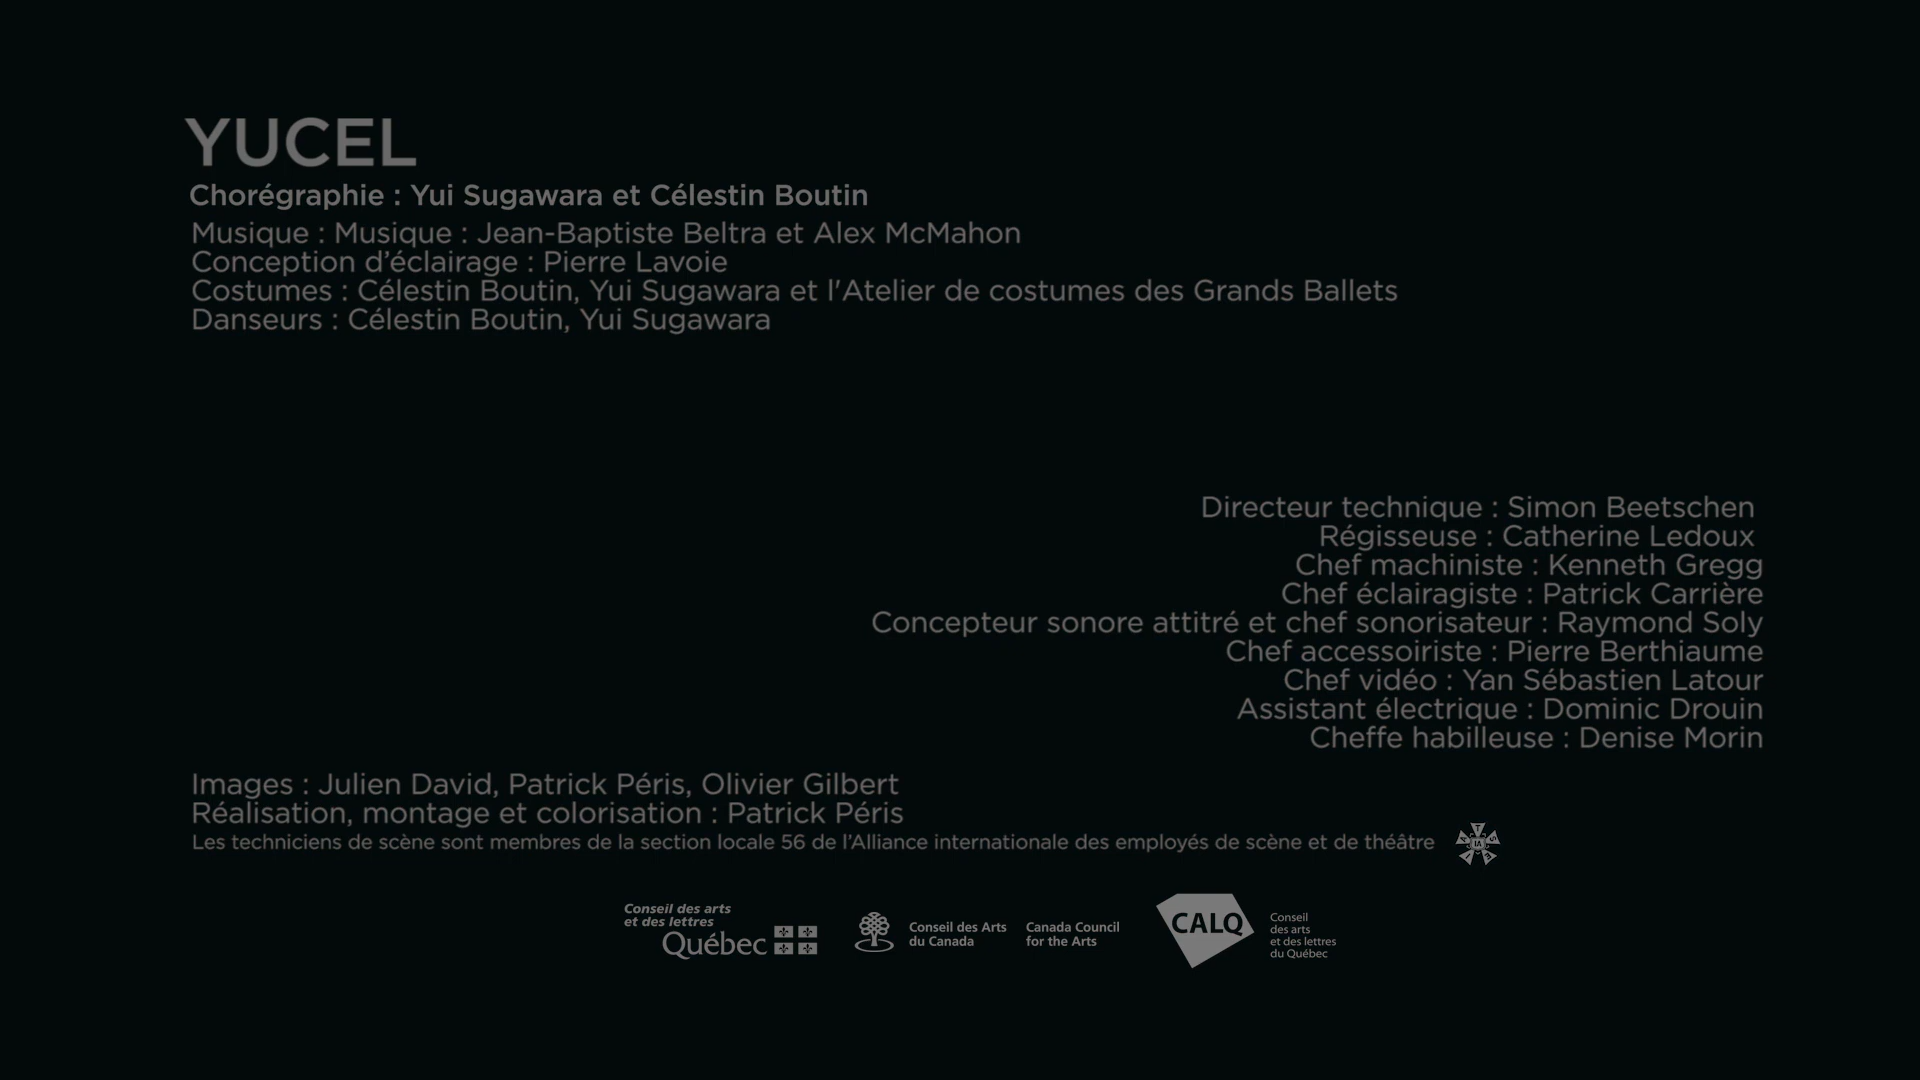 YUCEL
Chorégraphie : Yui Sugawara et Célestin Boutin
Musique : Musique : Jean-Baptiste Beltra et Alex McMahon
Conception d’éclairage : Pierre Lavoie
Costumes : Célestin Boutin, Yui Sugawara et l'Atelier de costumes des Grands Ballets
Danseurs : Célestin Boutin, Yui Sugawara
Directeur technique : Simon Beetschen
Régisseuse : Catherine Ledoux
Chef machiniste : Kenneth Gregg
Chef éclairagiste : Patrick Carrière
Concepteur sonore attitré et chef sonorisateur : Raymond Soly
Chef accessoiriste : Pierre Berthiaume
Chef vidéo : Yan Sébastien Latour
Assistant électrique : Dominic Drouin
Cheffe habilleuse : Denise Morin
Images : Julien David, Patrick Péris, Olivier Gilbert
Réalisation, montage et colorisation : Patrick Péris
Les techniciens de scène sont membres de la section locale 56 de l’Alliance internationale des employés de scène et de théâtre
Conseil des arts
et des lettres
Québec
Conseil des Arts
du Canada
Canada Council
for the Arts
CALQ
Conseil
des arts
et des lettres
du Québec